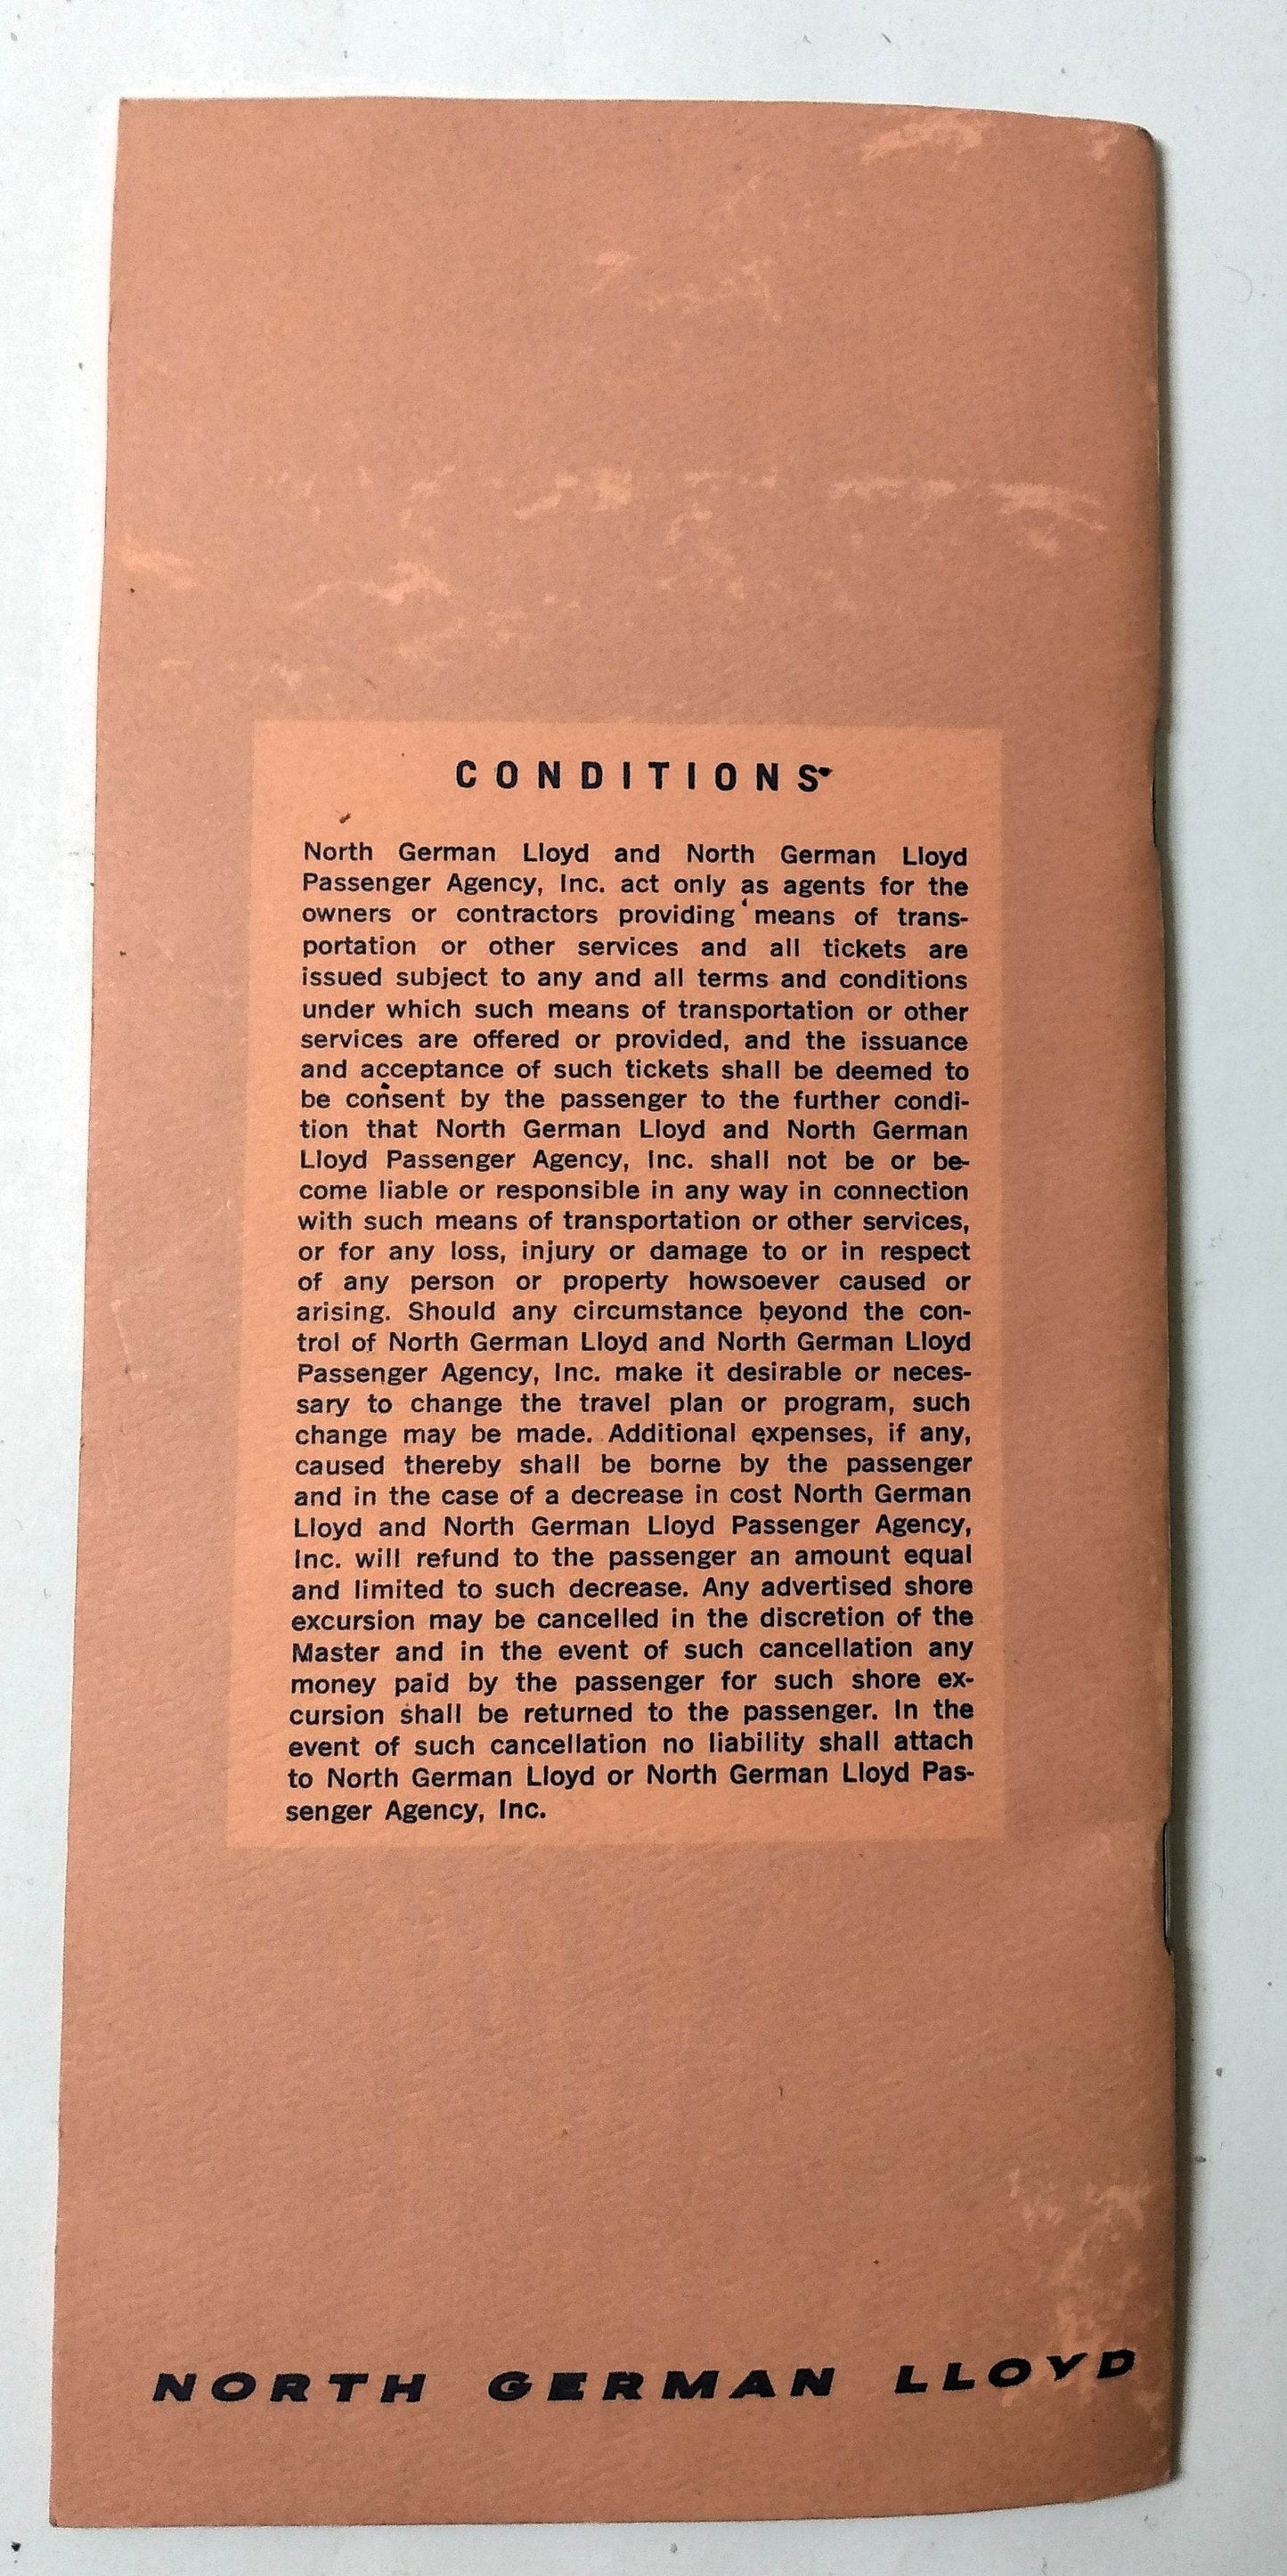 CONDITIONS
North German Lloyd and North German Lloyd
Passenger Agency, Inc. act only as agents for the
owners or contractors providing means of trans-
portation or other services and all tickets are
issued subject to any and all terms and conditions
under which such means of transportation or other
services are offered or provided, and the issuance
and acceptance of such tickets shall be deemed to
be consent by the passenger to the further condi-
tion that North German Lloyd and North German
Lloyd Passenger Agency, Inc. shall not be or be-
come liable or responsible in any way in connection
with such means of transportation or other services,
or for any loss, injury or damage to or in respect
of any person or property howsoever caused or
arising. Should any circumstance beyond the con-
trol of North German Lloyd and North German Lloyd
Passenger Agency, Inc. make it desirable or neces-
sary to change the travel plan or program, such
change may be made. Additional expenses, if any,
caused thereby shall be borne by the passenger
and in the case of a decrease in cost North German
Lloyd and North German Lloyd Passenger Agency,
Inc. will refund to the passenger an amount equal
and limited to such decrease. Any advertised shore
excursion may be cancelled in the discretion of the
Master and in the event of such cancellation any
money paid by the passenger for such shore ex-
cursion shall be returned to the passenger. In the
event of such cancellation no liability shall attach
to North German Lloyd or North German Lloyd Pas-
senger Agency, Inc.
NORTH GERMAN LLOYD